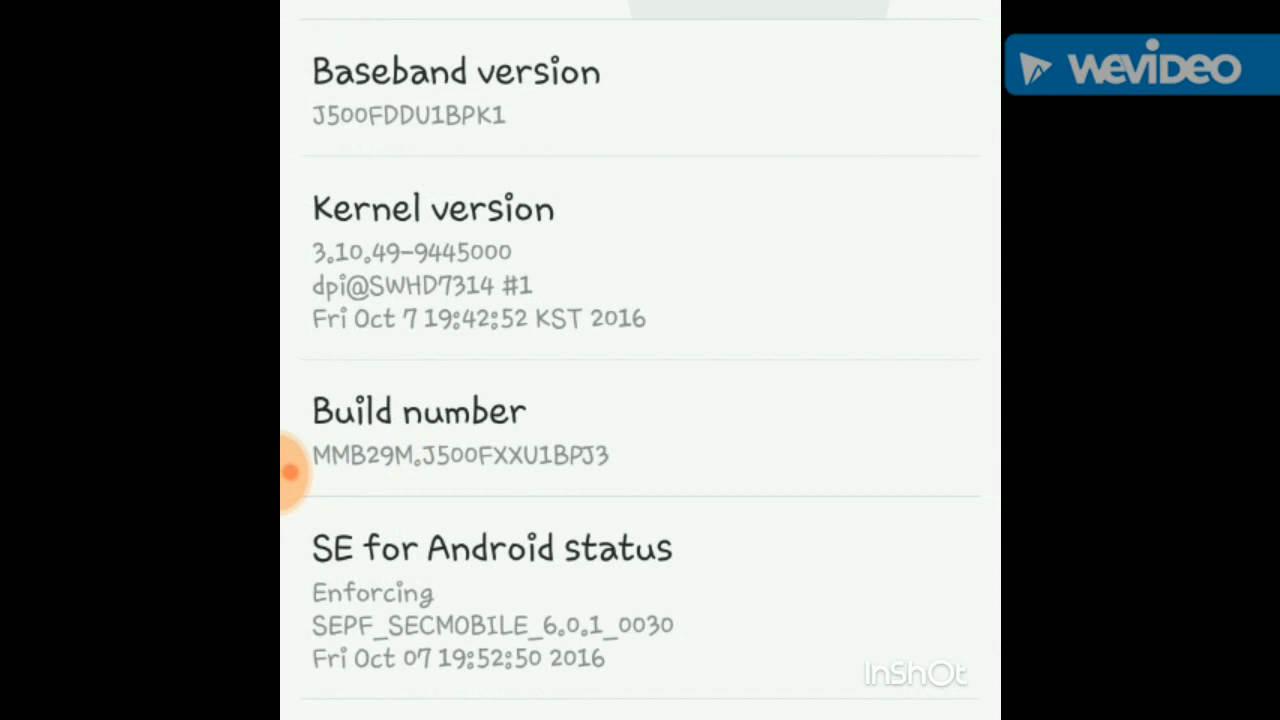 WEVIDEO
Baseband version
J500FDDU1BPK1
Kernel version
3.10.49-9445000
dpi@SWHD7314 #1
Fri Oct 7 19:42:52 KST 2016
Build number
MMB29M.J500FXXU1BPJ3
SE for Android status
Enforcing
SEPF_SECMOBILE_6.0.1_0030
Fri Oct 07 19:52:50 2016
InShOt